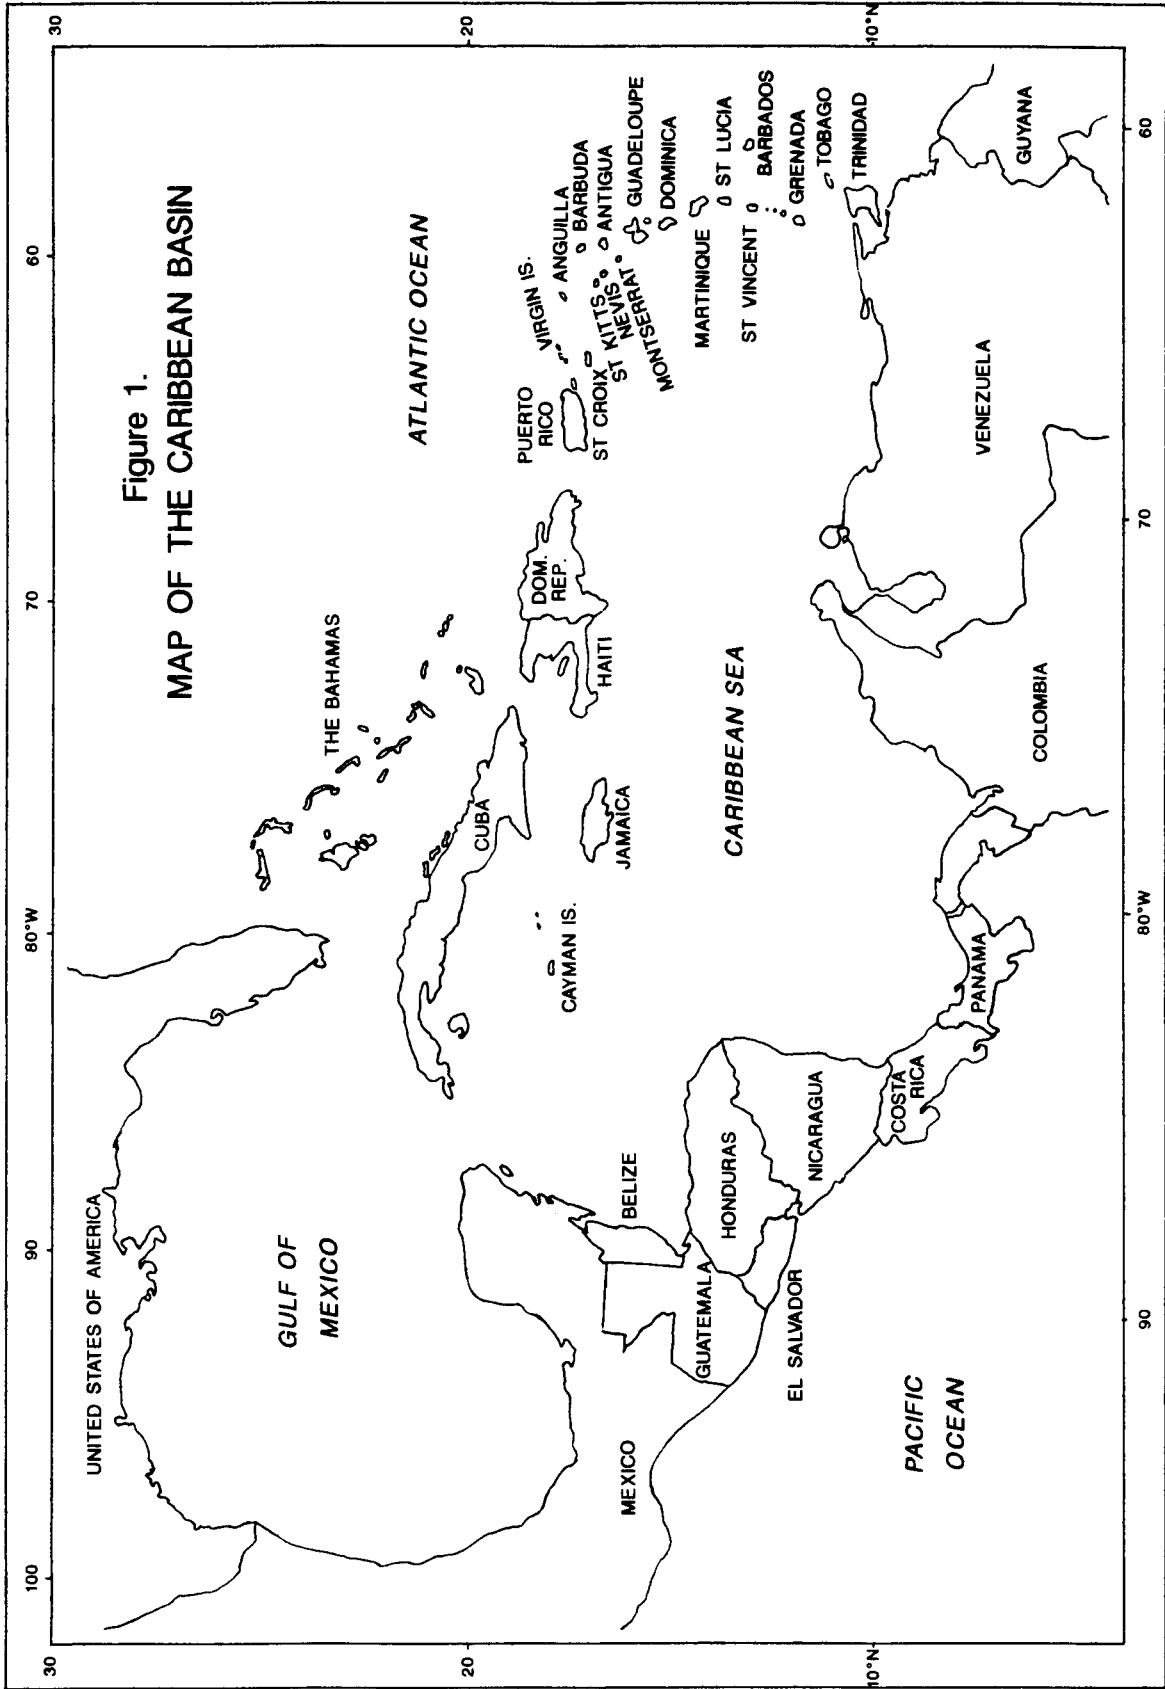 Figure 1.
MAP OF THE CARIBBEAN BASIN
100
90
80°W
70
60
30
30
UNITED STATES OF AMERICA
GULF OF
MEXICO
THE BAHAMAS
ATLANTIC OCEAN
20
20
CUBA
CAYMAN IS.
JAMAICA
HAITI
DOM.
REP.
PUERTO
RICO
VIRGIN IS.
ST CROIX
ANGUILLA
BARBUDA
ST KITTS
NEVIS
ANTIGUA
MONTSERRAT
GUADELOUPE
DOMINICA
MARTINIQUE
ST LUCIA
ST VINCENT
BARBADOS
GRENADA
TOBAGO
TRINIDAD
CARIBBEAN SEA
MEXICO
BELIZE
GUATEMALA
HONDURAS
EL SALVADOR
NICARAGUA
COSTA
RICA
PANAMA
COLOMBIA
VENEZUELA
GUYANA
PACIFIC
OCEAN
10°N
10°N
90
80°W
70
60